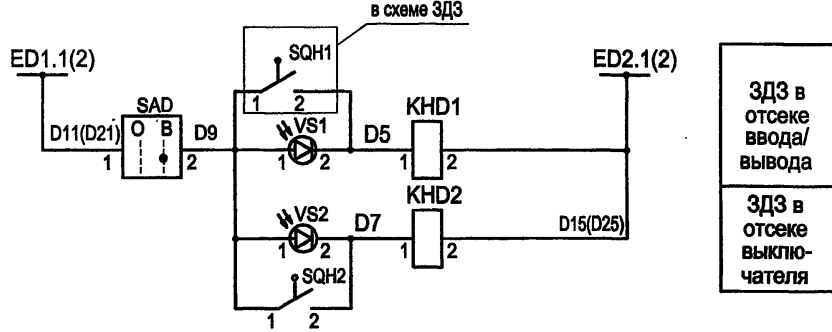 в схеме ЗДЗ
ED1.1(2)
SQH1
ED2.1(2)
1 2
SAD
KHD1
O B
VS1
D11(D21)
D9
D5
1 2
1 2
1 2
KHD2
VS2
D7
D15(D25)
1 2
1 2
SQH2
1 2
ЗДЗ в
отсеке
ввода/
вывода
ЗДЗ в
отсеке
выклю-
чателя